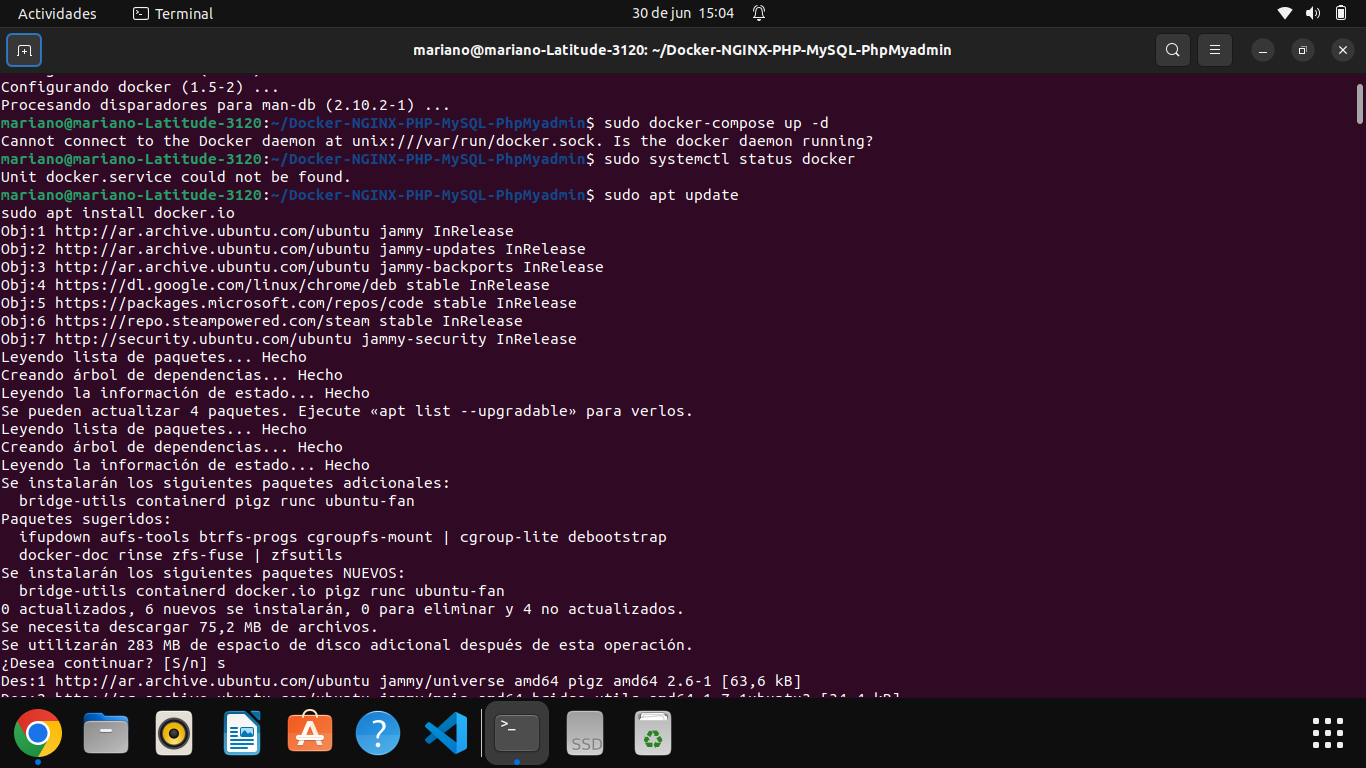 Actividades
Terminal
30 de jun 15:04
mariano@mariano-Latitude-3120: ~/Docker-NGINX-PHP-MySQL-PhpMyadmin
Configurando docker (1.5-2) ...
Procesando disparadores para man-db (2.10.2-1) ...
mariano@mariano-Latitude-3120:~/Docker-NGINX-PHP-MySQL-PhpMyadmin$ sudo docker-compose up -d
Cannot connect to the Docker daemon at unix:///var/run/docker.sock. Is the docker daemon running?
mariano@mariano-Latitude-3120:~/Docker-NGINX-PHP-MySQL-PhpMyadmin$ sudo systemctl status docker
Unit docker.service could not be found.
mariano@mariano-Latitude-3120:~/Docker-NGINX-PHP-MySQL-PhpMyadmin$ sudo apt update
sudo apt install docker.io
Obj:1 http://ar.archive.ubuntu.com/ubuntu jammy InRelease
Obj:2 http://ar.archive.ubuntu.com/ubuntu jammy-updates InRelease
Obj:3 http://ar.archive.ubuntu.com/ubuntu jammy-backports InRelease
Obj:4 https://dl.google.com/linux/chrome/deb stable InRelease
Obj:5 https://packages.microsoft.com/repos/code stable InRelease
Obj:6 https://repo.steampowered.com/steam stable InRelease
Obj:7 http://security.ubuntu.com/ubuntu jammy-security InRelease
Leyendo lista de paquetes... Hecho
Creando árbol de dependencias... Hecho
Leyendo la información de estado... Hecho
Se pueden actualizar 4 paquetes. Ejecute «apt list --upgradable» para verlos.
Leyendo lista de paquetes... Hecho
Creando árbol de dependencias... Hecho
Leyendo la información de estado... Hecho
Se instalarán los siguientes paquetes adicionales:
  bridge-utils containerd pigz runc ubuntu-fan
Paquetes sugeridos:
  ifupdown aufs-tools btrfs-progs cgroupfs-mount | cgroup-lite debootstrap
  docker-doc rinse zfs-fuse | zfsutils
Se instalarán los siguientes paquetes NUEVOS:
  bridge-utils containerd docker.io pigz runc ubuntu-fan
0 actualizados, 6 nuevos se instalarán, 0 para eliminar y 4 no actualizados.
Se necesita descargar 75,2 MB de archivos.
Se utilizarán 283 MB de espacio de disco adicional después de esta operación.
¿Desea continuar? [S/n] s
Des:1 http://ar.archive.ubuntu.com/ubuntu jammy/universe amd64 pigz amd64 2.6-1 [63,6 kB]
SSD